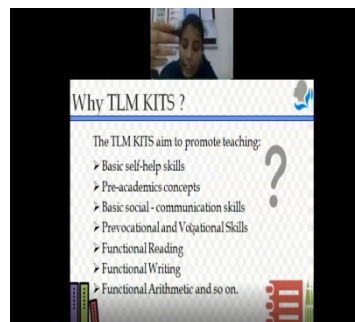 Why TLM KITS ?
The TLM KITS aim to promote teaching:
➢ Basic self-help skills
➢ Pre-academics concepts
➢ Basic social - communication skills
➢ Prevocational and Vocational Skills
➢ Functional Reading
➢ Functional Writing
➢ Functional Arithmetic and so on.
?